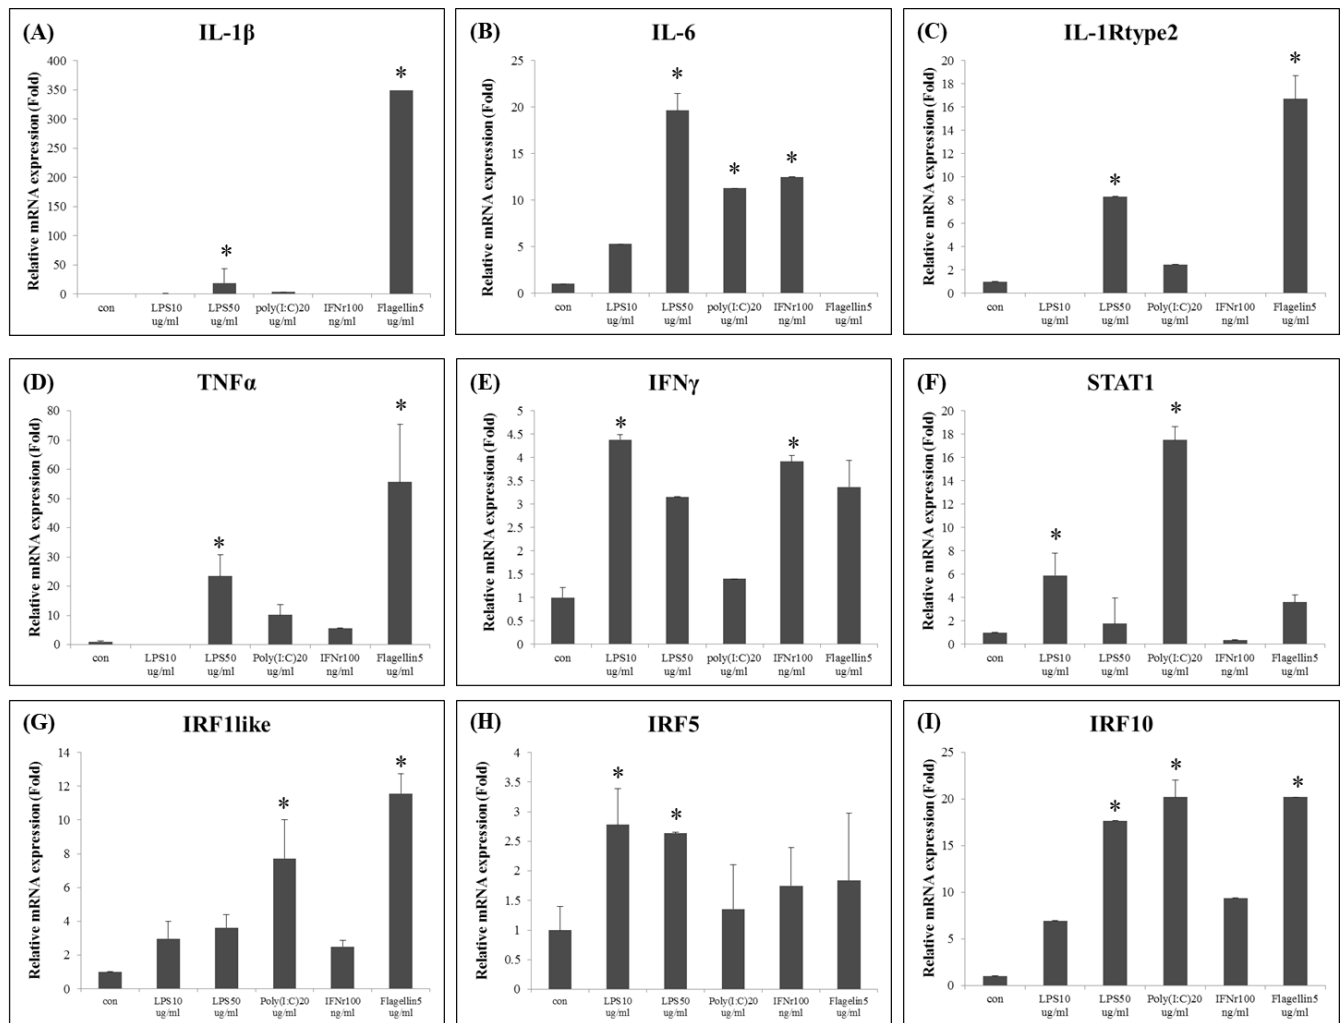 (A) IL-1β
Relative mRNA expression (Fold)
400
350
300
250
200
150
100
50
0
*
*
con LPS10 LPS50 poly(I:C)20 IFNr100 Flagellin5
ug/ml ug/ml ug/ml ng/ml ug/ml
(B) IL-6
Relative mRNA expression (Fold)
25
20
15
10
5
0
*
*
*
con LPS10 LPS50 poly(I:C)20 IFNr100 Flagellin5
ug/ml ug/ml ug/ml ng/ml ug/ml
(C) IL-1Rtype2
Relative mRNA expression (Fold)
20
18
16
14
12
10
8
6
4
2
0
*
*
con LPS10 LPS50 poly(I:C)20 IFNr100 Flagellin5
ug/ml ug/ml ug/ml ng/ml ug/ml
(D) TNFα
Relative mRNA expression (Fold)
80
70
60
50
40
30
20
10
0
*
*
con LPS10 LPS50 Poly(I:C)20 IFNr100 Flagellin5
ug/ml ug/ml ug/ml ng/ml ug/ml
(E) IFNγ
Relative mRNA expression (Fold)
5
4.5
4
3.5
3
2.5
2
1.5
1
0.5
0
*
*
con LPS10 LPS50 poly(I:C)20 IFNr100 Flagellin5
ug/ml ug/ml ug/ml ng/ml ug/ml
(F) STAT1
Relative mRNA expression (Fold)
20
18
16
14
12
10
8
6
4
2
0
*
*
con LPS10 LPS50 Poly(I:C)20 IFNr100 Flagellin5
ug/ml ug/ml ug/ml ng/ml ug/ml
(G) IRF1like
Relative mRNA expression (Fold)
14
12
10
8
6
4
2
0
*
*
con LPS10 LPS50 Poly(I:C)20 IFNr100 Flagellin5
ug/ml ug/ml ug/ml ng/ml ug/ml
(H) IRF5
Relative mRNA expression (Fold)
4
3.5
3
2.5
2
1.5
1
0.5
0
*
*
con LPS10 LPS50 Poly(I:C)20 IFNr100 Flagellin5
ug/ml ug/ml ug/ml ng/ml ug/ml
(I) IRF10
Relative mRNA expression (Fold)
25
20
15
10
5
0
*
*
*
con LPS10 LPS50 Poly(I:C)20 IFNr100 Flagellin5
ug/ml ug/ml ug/ml ng/ml ug/ml